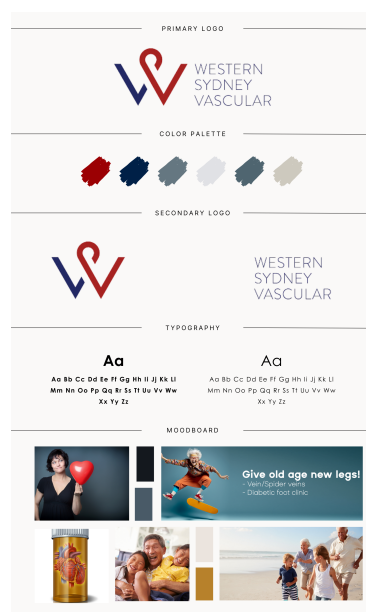 PRIMARY LOGO
WESTERN
SYDNEY
VASCULAR
COLOR PALETTE
SECONDARY LOGO
WESTERN
SYDNEY
VASCULAR
TYPOGRAPHY
Aa
Aa Bb Cc Dd Ee Ff Gg Hh Ii Jj Kk Ll
Mm Nn Oo Pp Qq Rr Ss Tt Uu Vv Ww
Xx Yy Zz
Aa
Aa Bb Cc Dd Ee Ff Gg Hh Ii Jj Kk Ll
Mm Nn Oo Pp Qq Rr Ss Tt Uu Vv Ww
Xx Yy Zz
MOODBOARD
Give old age new legs!
- Vein/Spider veins
- Diabetic foot clinic